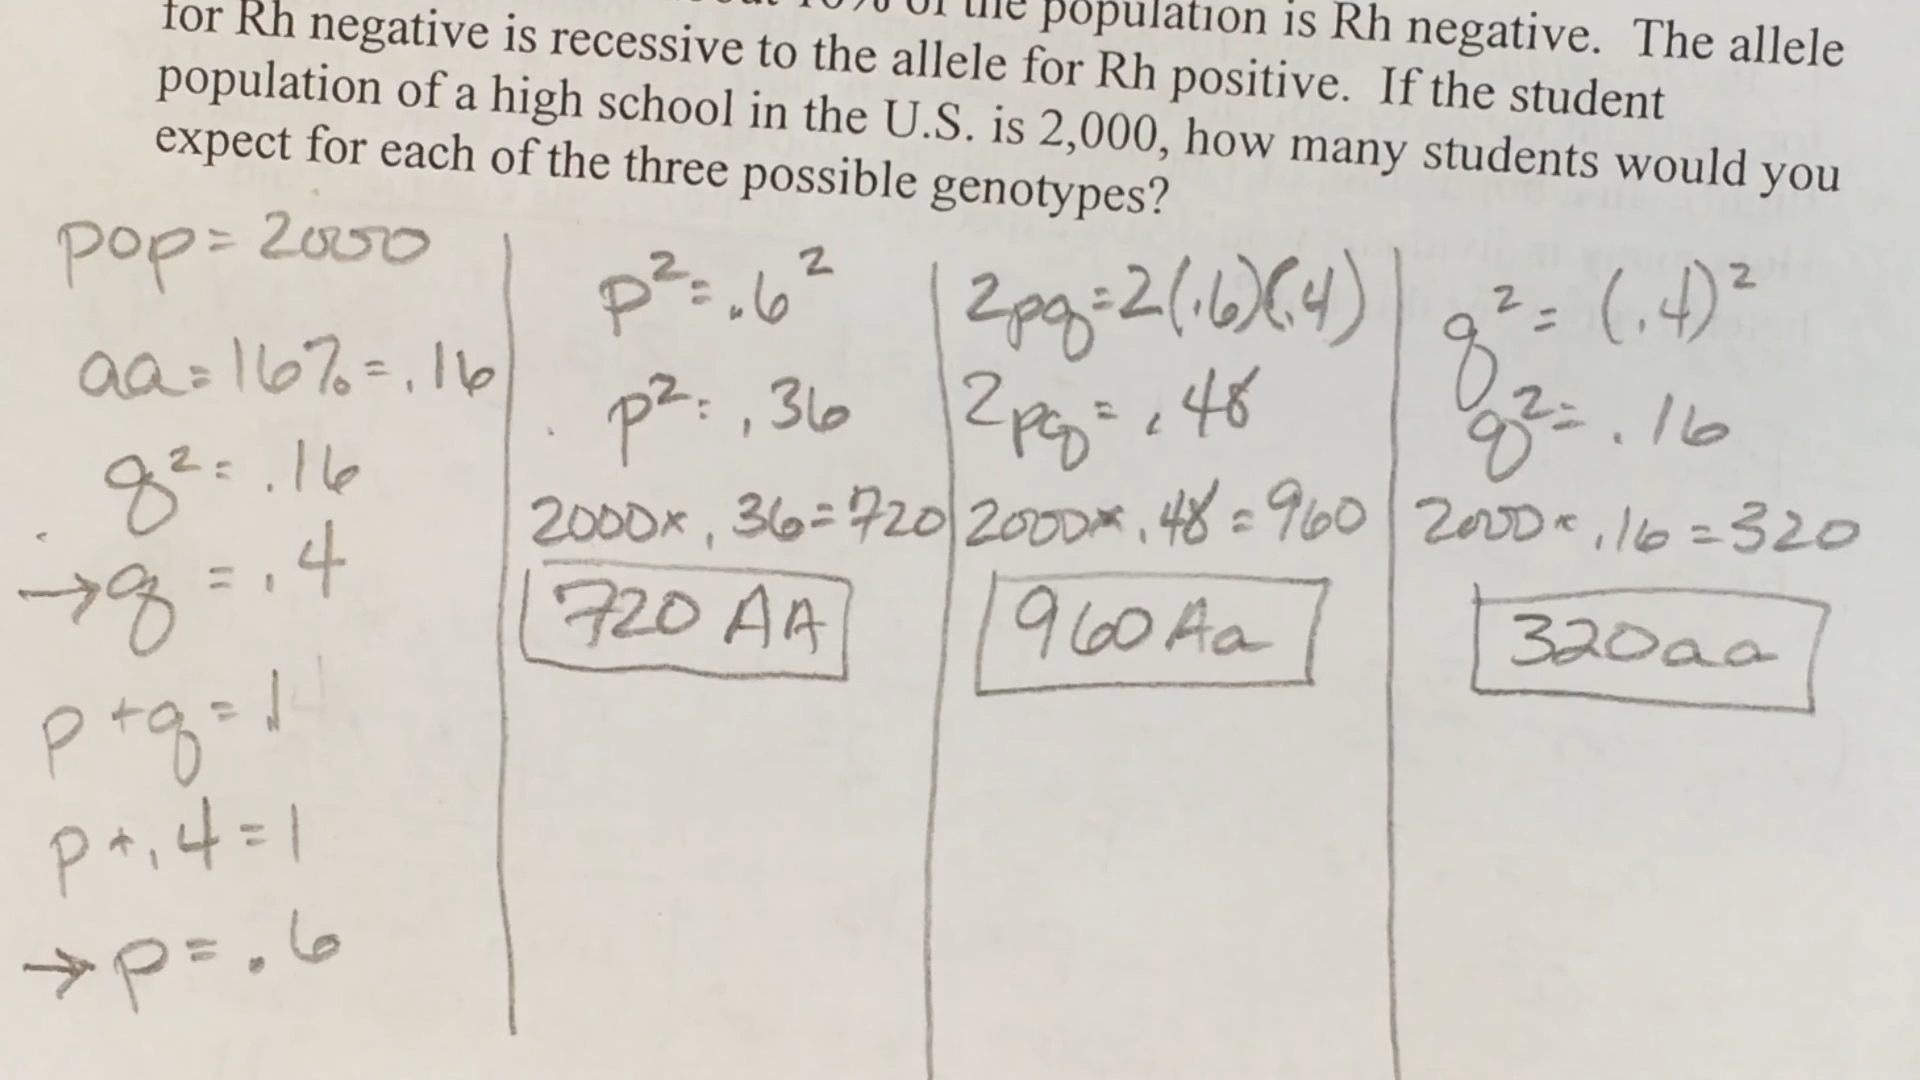 of the population is Rh negative. The allele
for Rh negative is recessive to the allele for Rh positive. If the student
population of a high school in the U.S. is 2,000, how many students would you
expect for each of the three possible genotypes?
pop = 2000
aa = 16% = .16
q² = .16
→ q = .4
p + q = 1
p + .4 = 1
→ p = .6
p² = .6²
p² = .36
2000 x .36 = 720
720 AA
2pq = 2(.6)(.4)
2pq = .48
2000 x .48 = 960
960 Aa
q² = (.4)²
q² = .16
2000 x .16 = 320
320 aa